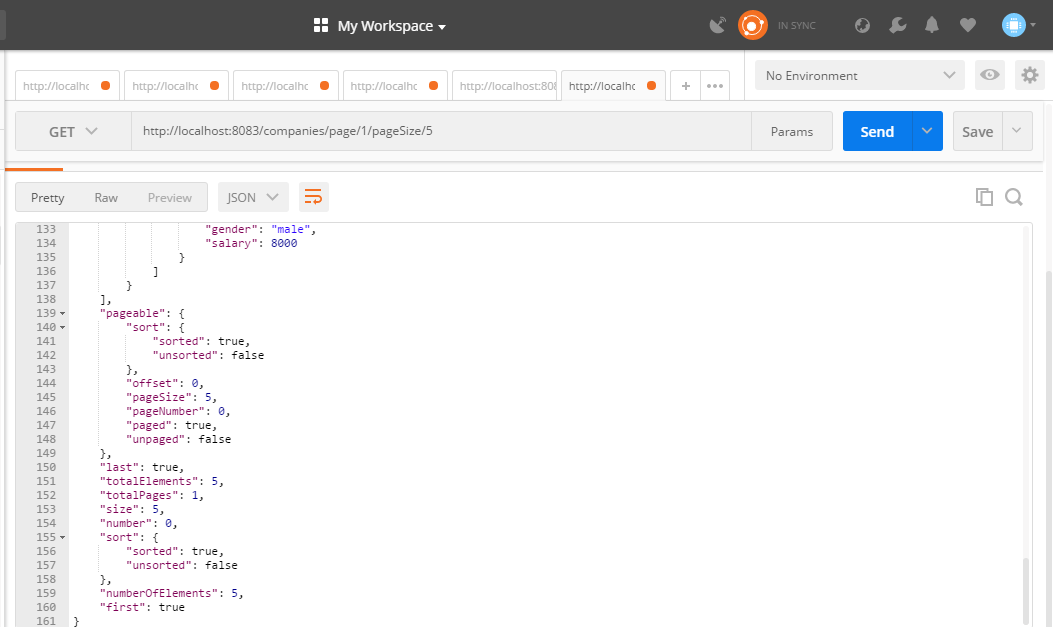 My Workspace
IN SYNC
http://localhc http://localhc http://localhc http://localhc http://localhost:808 http://localhc + •••
No Environment
GET http://localhost:8083/companies/page/1/pageSize/5 Params Send Save
Pretty Raw Preview JSON
133 "gender": "male",
134 "salary": 8000
135 }
136 ]
137 }
138 ],
139 "pageable": {
140 "sort": {
141 "sorted": true,
142 "unsorted": false
143 },
144 "offset": 0,
145 "pageSize": 5,
146 "pageNumber": 0,
147 "paged": true,
148 "unpaged": false
149 },
150 "last": true,
151 "totalElements": 5,
152 "totalPages": 1,
153 "size": 5,
154 "number": 0,
155 "sort": {
156 "sorted": true,
157 "unsorted": false
158 },
159 "numberOfElements": 5,
160 "first": true
161 }